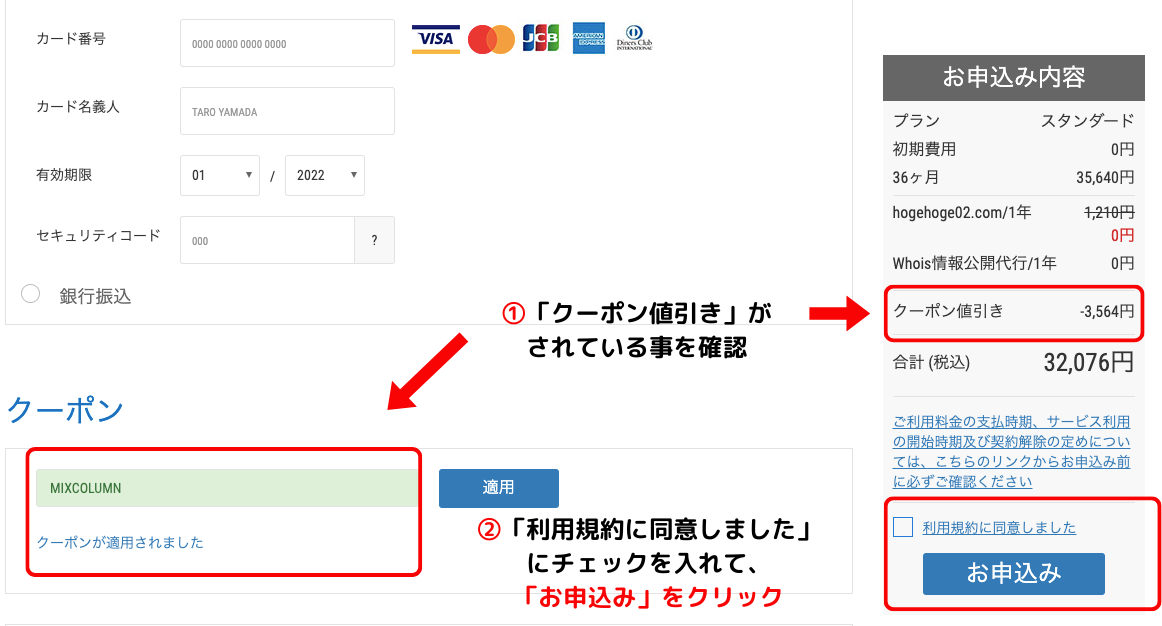 カード番号
0000 0000 0000 0000
VISA
JCB
AMERICAN EXPRESS
Diners Club
INTERNATIONAL
カード名義人
TARO YAMADA
有効期限
01 ▼ / 2022 ▼
セキュリティコード
000
?
銀行振込
①「クーポン値引き」が
されている事を確認
クーポン
MIXCOLUMN
適用
クーポンが適用されました
②「利用規約に同意しました」
にチェックを入れて、
「お申込み」をクリック
お申込み内容
プラン スタンダード
初期費用 0円
36ヶ月 35,640円
hogehoge02.com/1年 1,210円
0円
Whois情報公開代行/1年 0円
クーポン値引き -3,564円
合計 (税込) 32,076円
ご利用料金の支払時期、サービス利用
の開始時期及び契約解除の定めについ
ては、こちらのリンクからお申込み前
に必ずご確認ください
利用規約に同意しました
お申込み